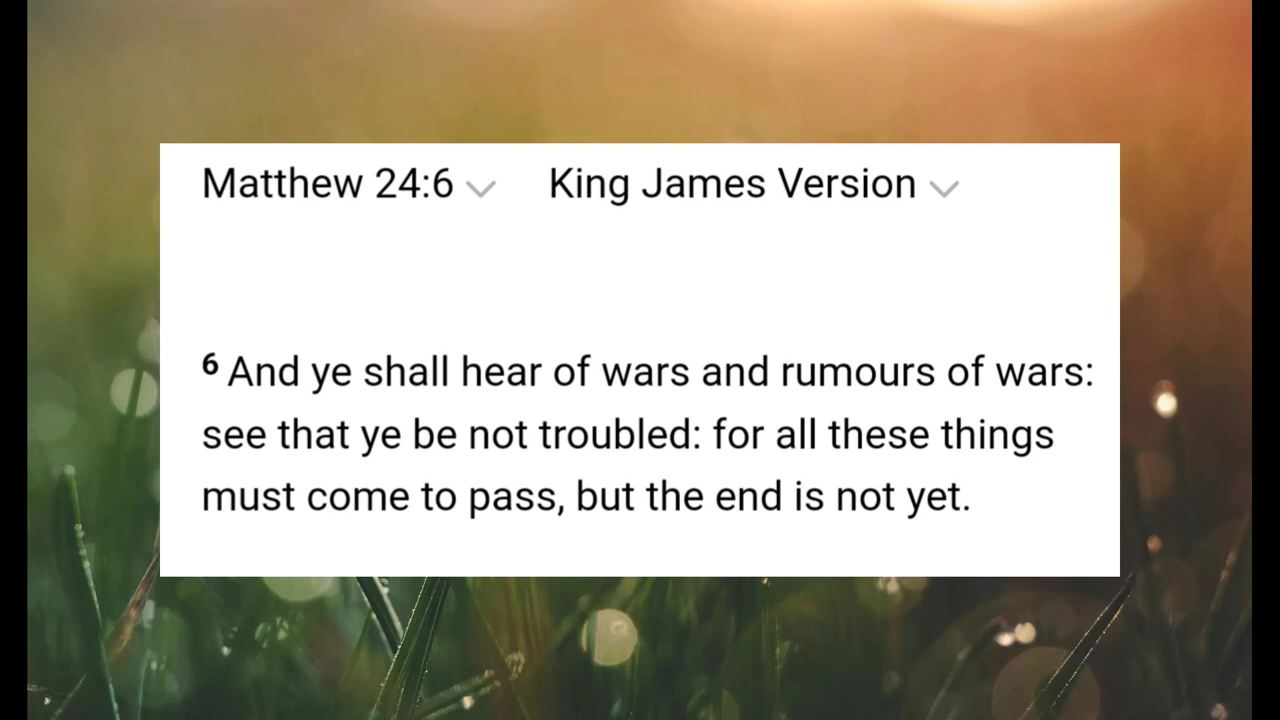 Matthew 24:6 King James Version
6 And ye shall hear of wars and rumours of wars:
see that ye be not troubled: for all these things
must come to pass, but the end is not yet.